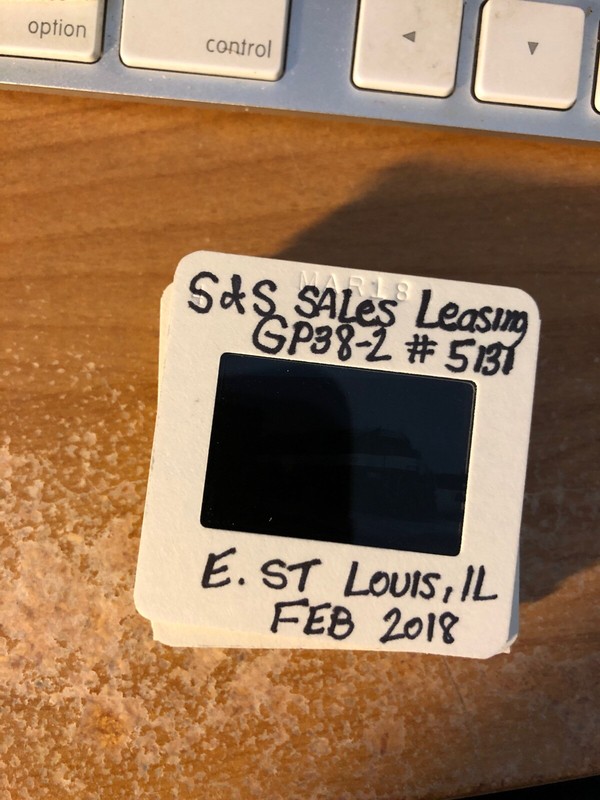 option
control
◄
▼
MAR18
S&S SALes Leasing
GP38-2 # 5131
E. ST LOUIS, IL
FEB 2018